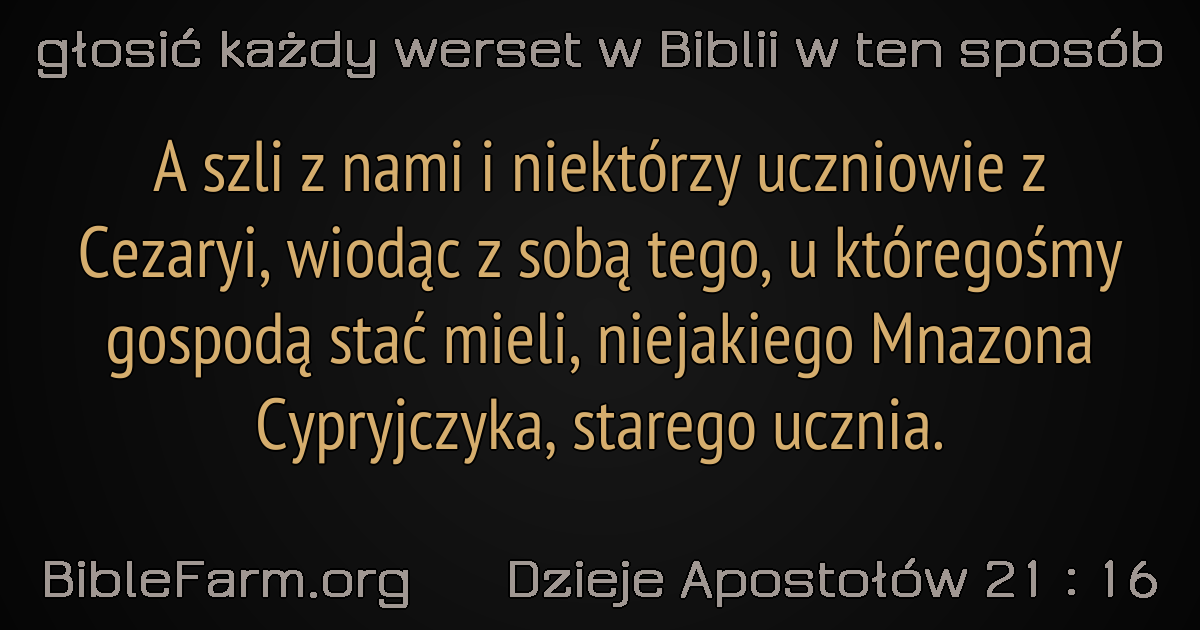 głosić każdy werset w Biblii w ten sposób
A szli z nami i niektórzy uczniowie z
Cezaryi, wiodąc z sobą tego, u któregośmy
gospodą stać mieli, niejakiego Mnazona
Cypryjczyka, starego ucznia.
BibleFarm.org Dzieje Apostołów 21 : 16